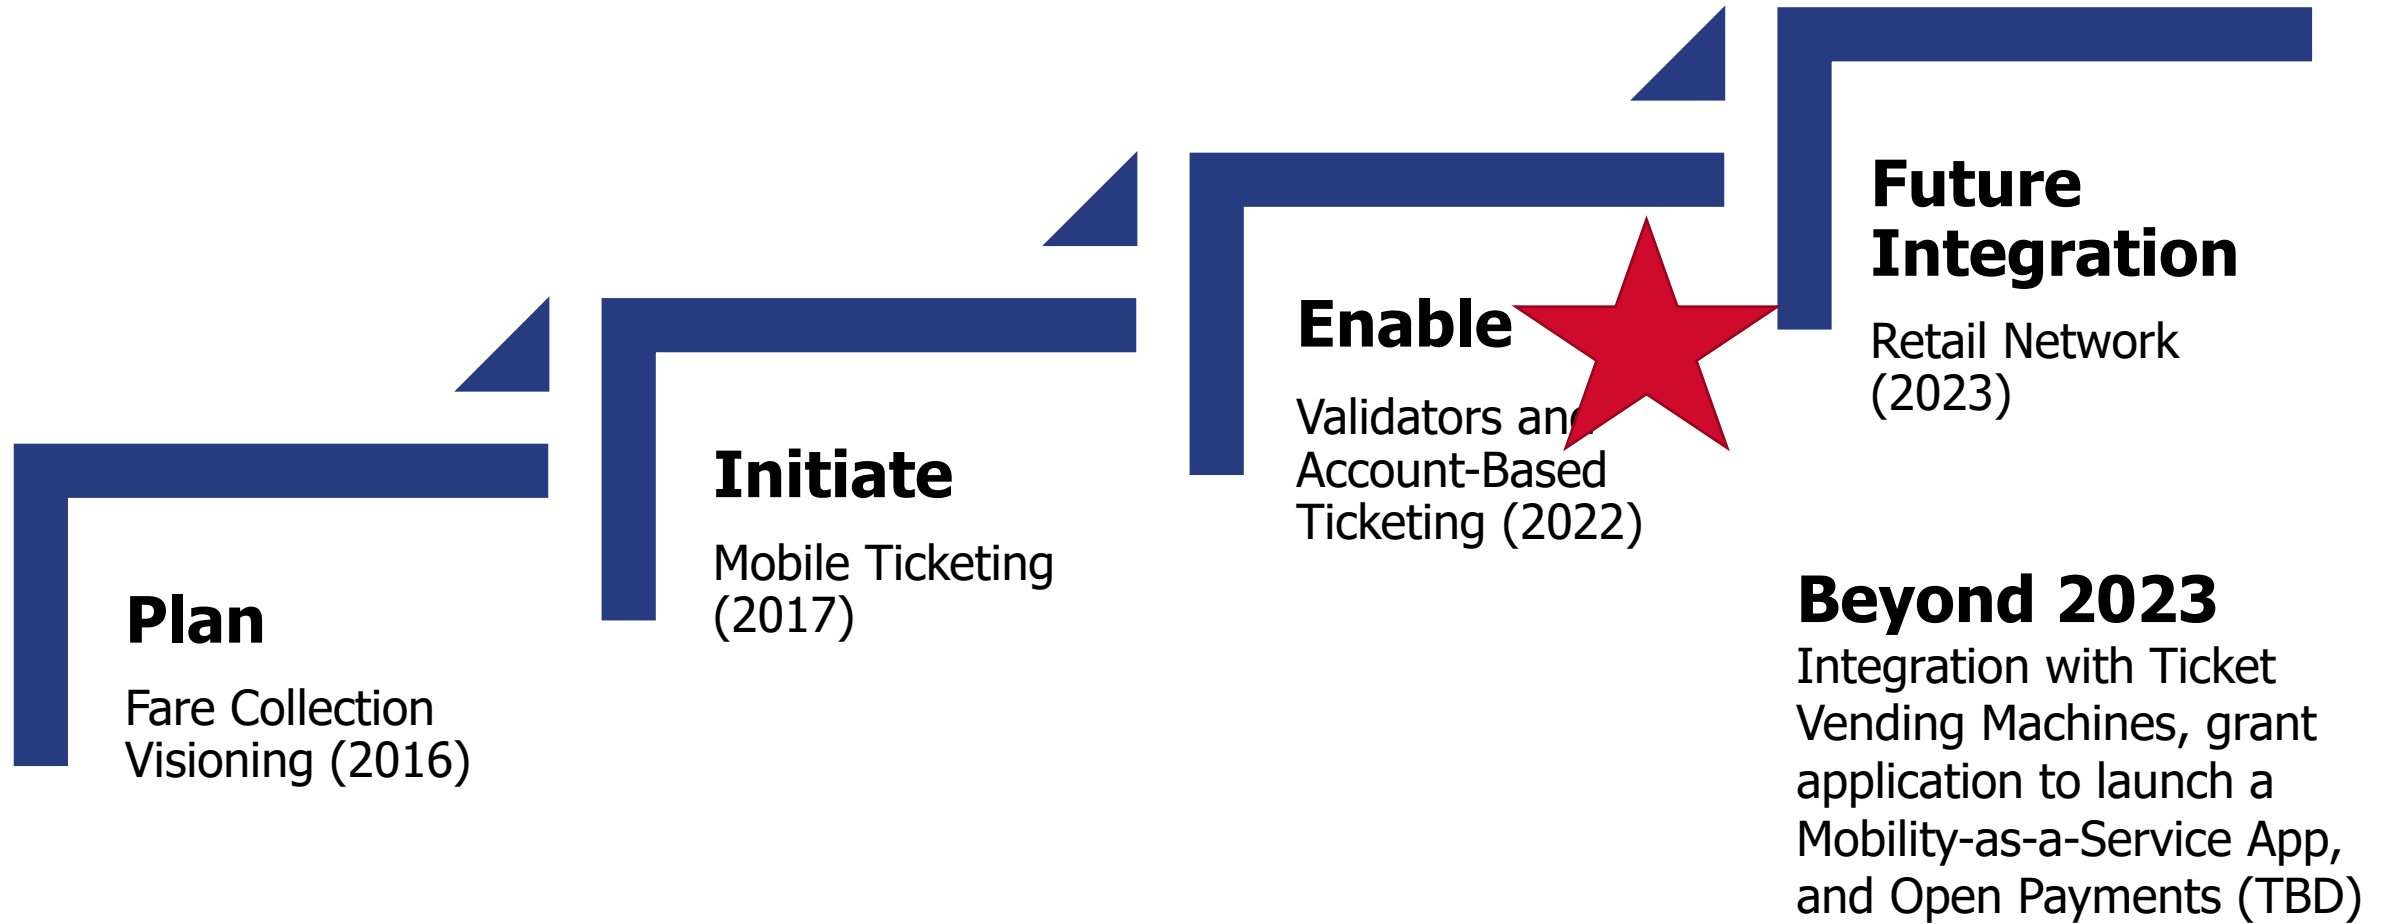 Plan
Fare Collection
Visioning (2016)
Initiate
Mobile Ticketing
(2017)
Enable
Validators and
Account-Based
Ticketing (2022)
Future
Integration
Retail Network
(2023)
Beyond 2023
Integration with Ticket
Vending Machines, grant
application to launch a
Mobility-as-a-Service App,
and Open Payments (TBD)